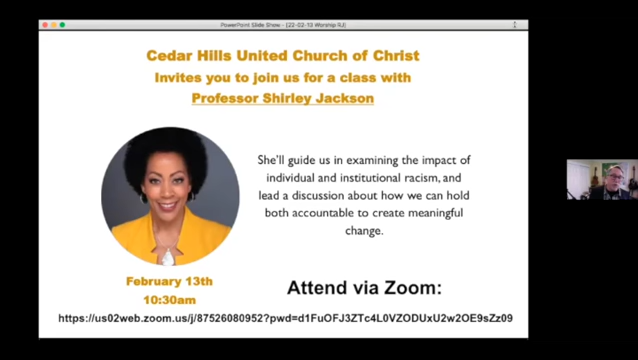 PowerPoint Slide Show - [22-02-13 Worship RJ]
Cedar Hills United Church of Christ
Invites you to join us for a class with
Professor Shirley Jackson
She'll guide us in examining the impact of
individual and institutional racism, and
lead a discussion about how we can hold
both accountable to create meaningful
change.
February 13th
10:30am
Attend via Zoom:
https://us02web.zoom.us/j/87526080952?pwd=d1FuOFJ3ZTc4L0VZODUxU2w2OE9sZz09